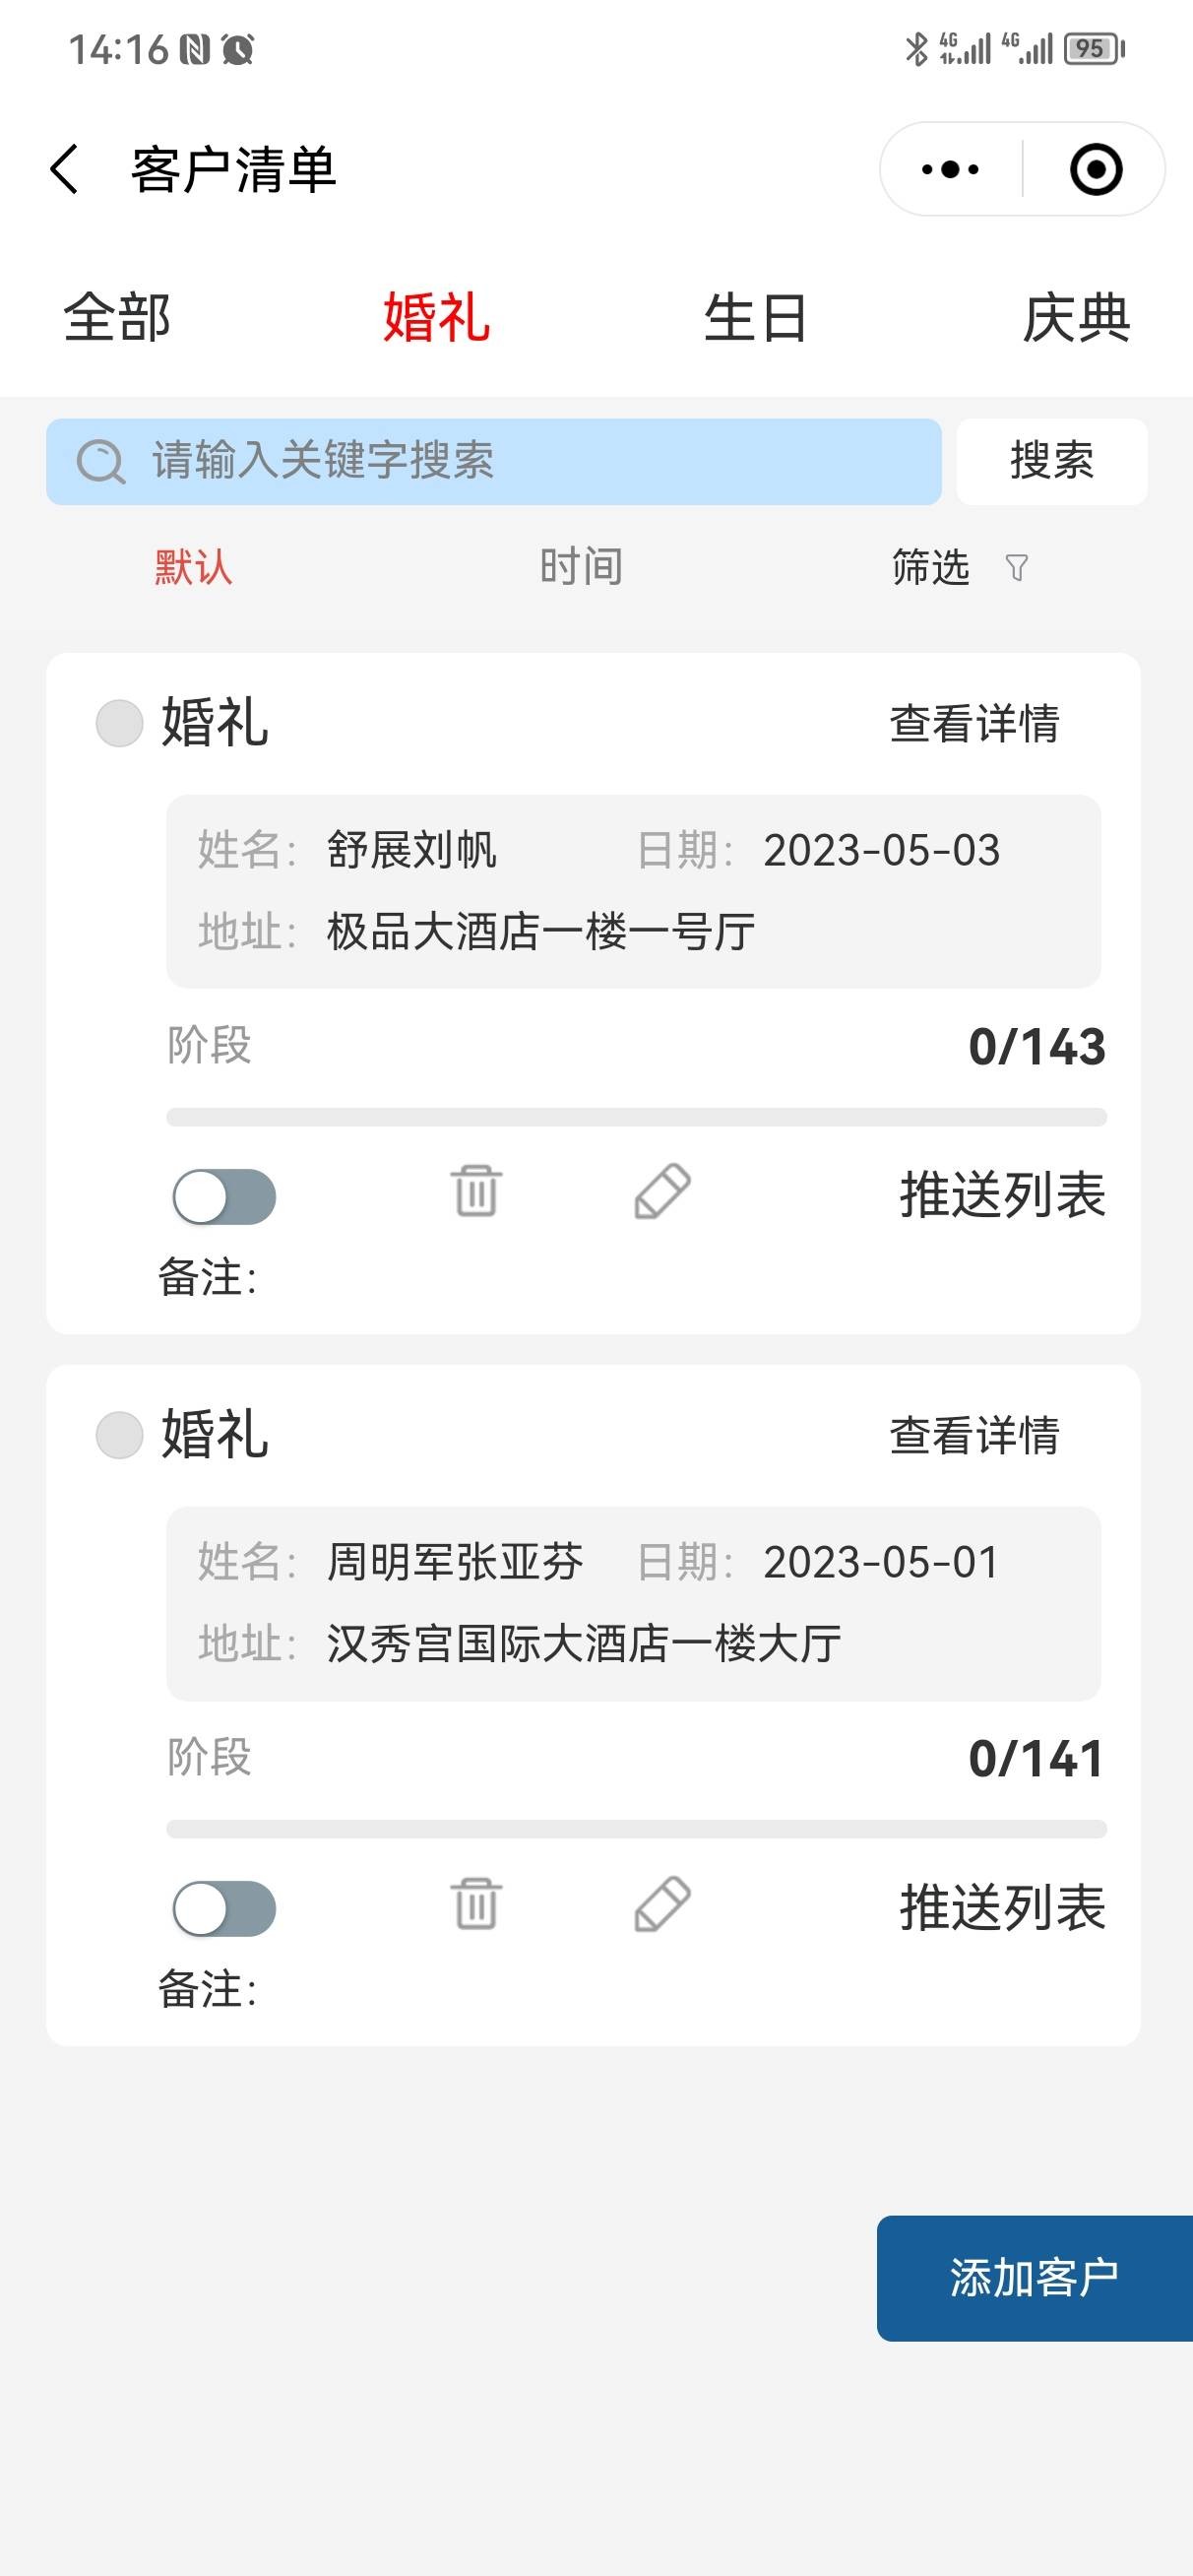 14:16 4G 4G 95
客户清单
全部 婚礼 生日 庆典
请输入关键字搜索 搜索
默认 时间 筛选
婚礼 查看详情
姓名: 舒展刘帆 日期: 2023-05-03
地址: 极品大酒店一楼一号厅
阶段 0/143
推送列表
备注:
婚礼 查看详情
姓名: 周明军张亚芬 日期: 2023-05-01
地址: 汉秀宫国际大酒店一楼大厅
阶段 0/141
推送列表
备注:
添加客户